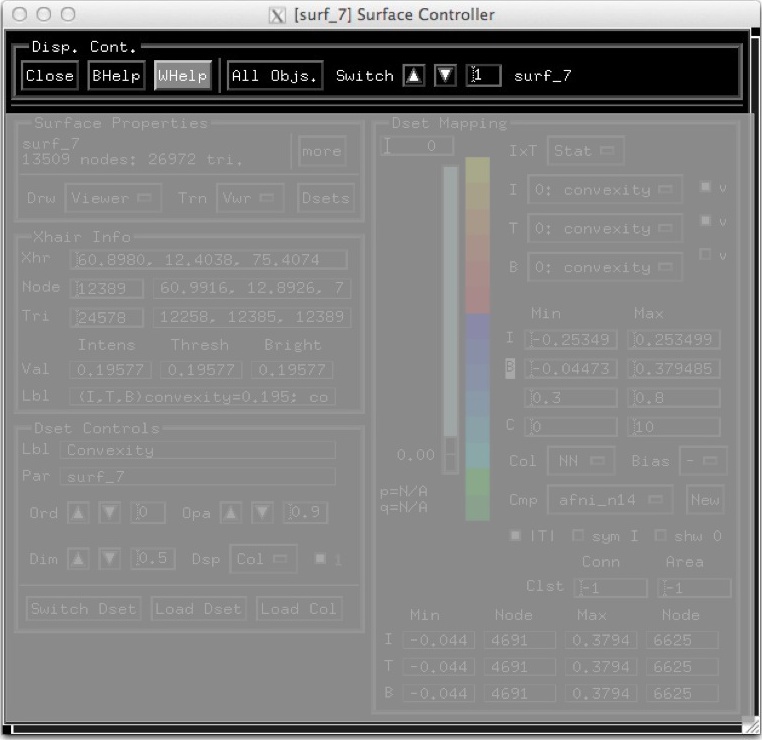 [surf_7] Surface Controller
Disp. Cont.
Close BHelp WHelp All Objs. Switch 1 surf_7
Surface Properties
surf_7
13509 nodes: 26972 tri.
more
Drw Viewer Trn Vwr Dsets
Xhair Info
Xhr 60.8980, 12.4038, 75.4074
Node 12389 60.9916, 12.8926, 7
Tri 24578 12258, 12385, 12389
Intens Thresh Bright
Val 0.19577 0.19577 0.19577
Lbl (I,T,B)convexity=0.195; co
Dset Controls
Lbl Convexity
Par surf_7
Ord 0 Opa 0.9
Dim 0.5 Dsp Col 1
Switch Dset Load Dset Load Col
Dset Mapping
0
IxT Stat
I 0: convexity v
T 0: convexity v
B 0: convexity v
Min Max
I -0.25349 0.253499
B -0.04473 0.379485
0.3 0.8
C 0 10
0.00
p=N/A
q=N/A
Col NN Bias -
Cmp afni_n14 New
|T| sym I shw 0
Conn Area
Clst -1 -1
Min Node Max Node
I -0.044 4691 0.3794 6625
T -0.044 4691 0.3794 6625
B -0.044 4691 0.3794 6625